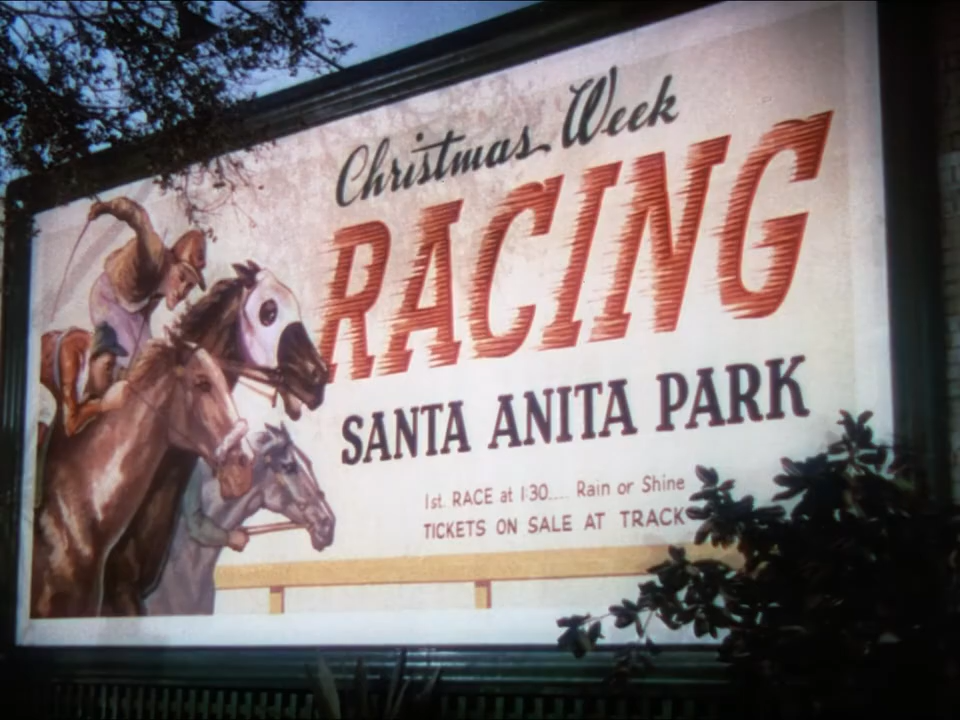 Christmas Week
RACING
SANTA ANITA PARK
1st. RACE at 1:30.... Rain or Shine
TICKETS ON SALE AT TRACK